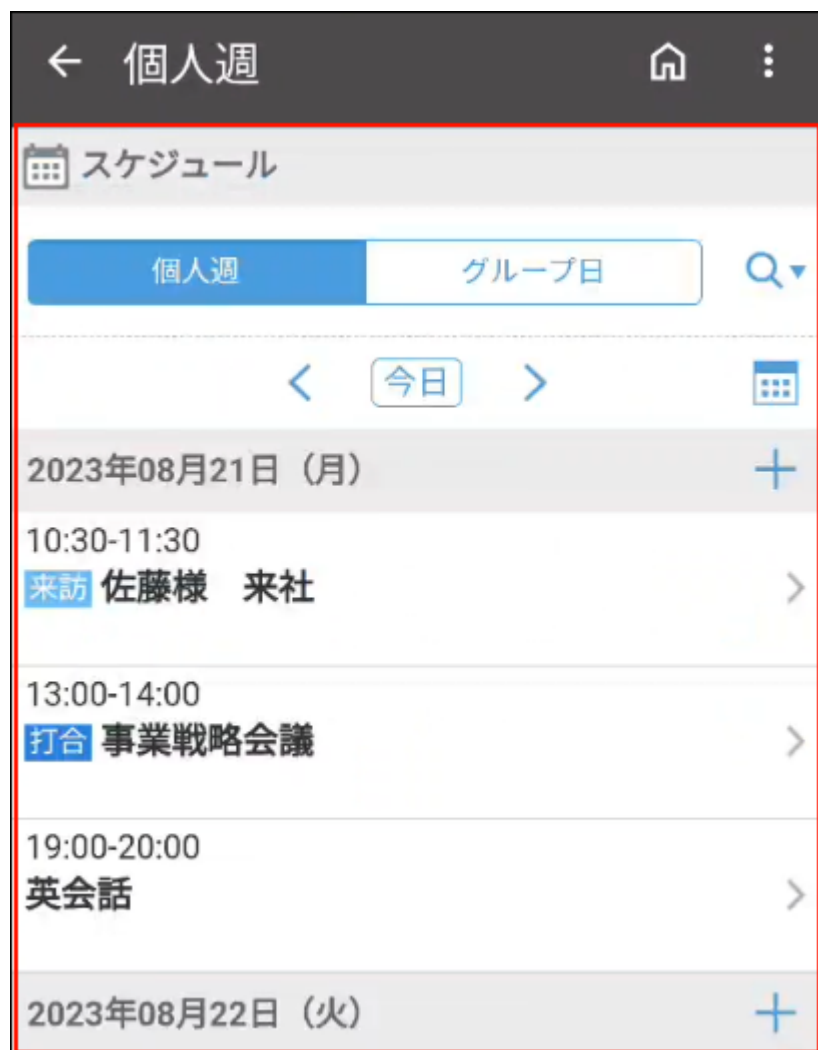 個人週
スケジュール
個人週 グループ日
今日
2023年08月21日（月）
10:30-11:30
来訪 佐藤様　来社
13:00-14:00
打合 事業戦略会議
19:00-20:00
英会話
2023年08月22日（火）